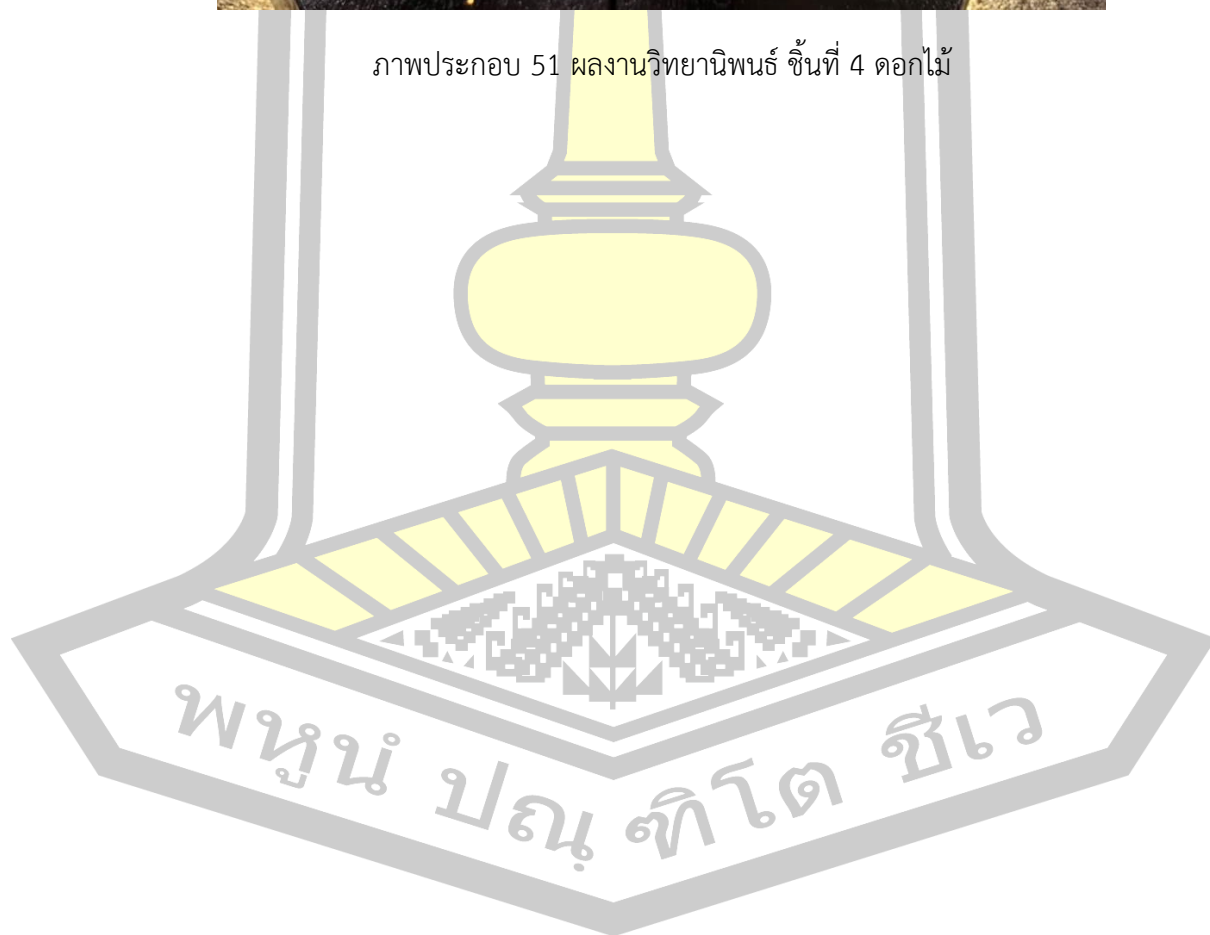 ภาพประกอบ 51 ผลงานวิทยานิพนธ์ ชิ้นที่ 4 ดอกไม้
พหูนํ ปณฺฑิโต ชีเว